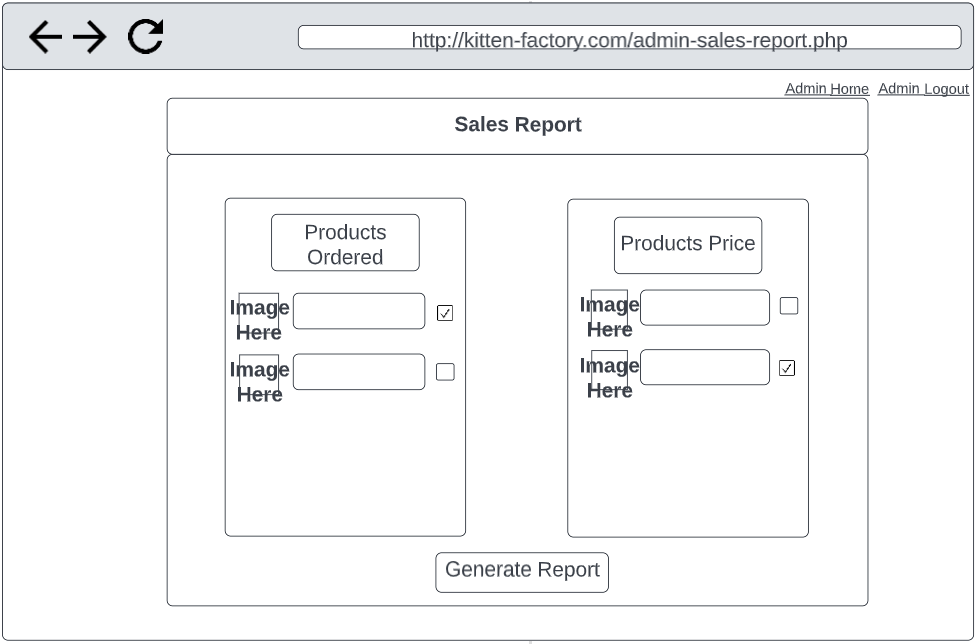 http://kitten-factory.com/admin-sales-report.php
Admin Home Admin Logout
Sales Report
Products
Ordered
Image
Here
Image
Here
Products Price
Image
Here
Image
Here
Generate Report